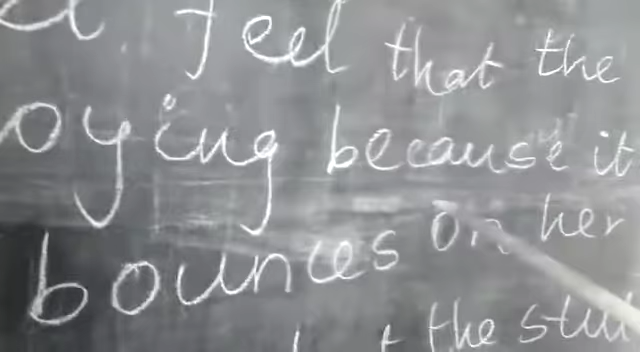 feel that the
oying because it
bounces on her
the stu